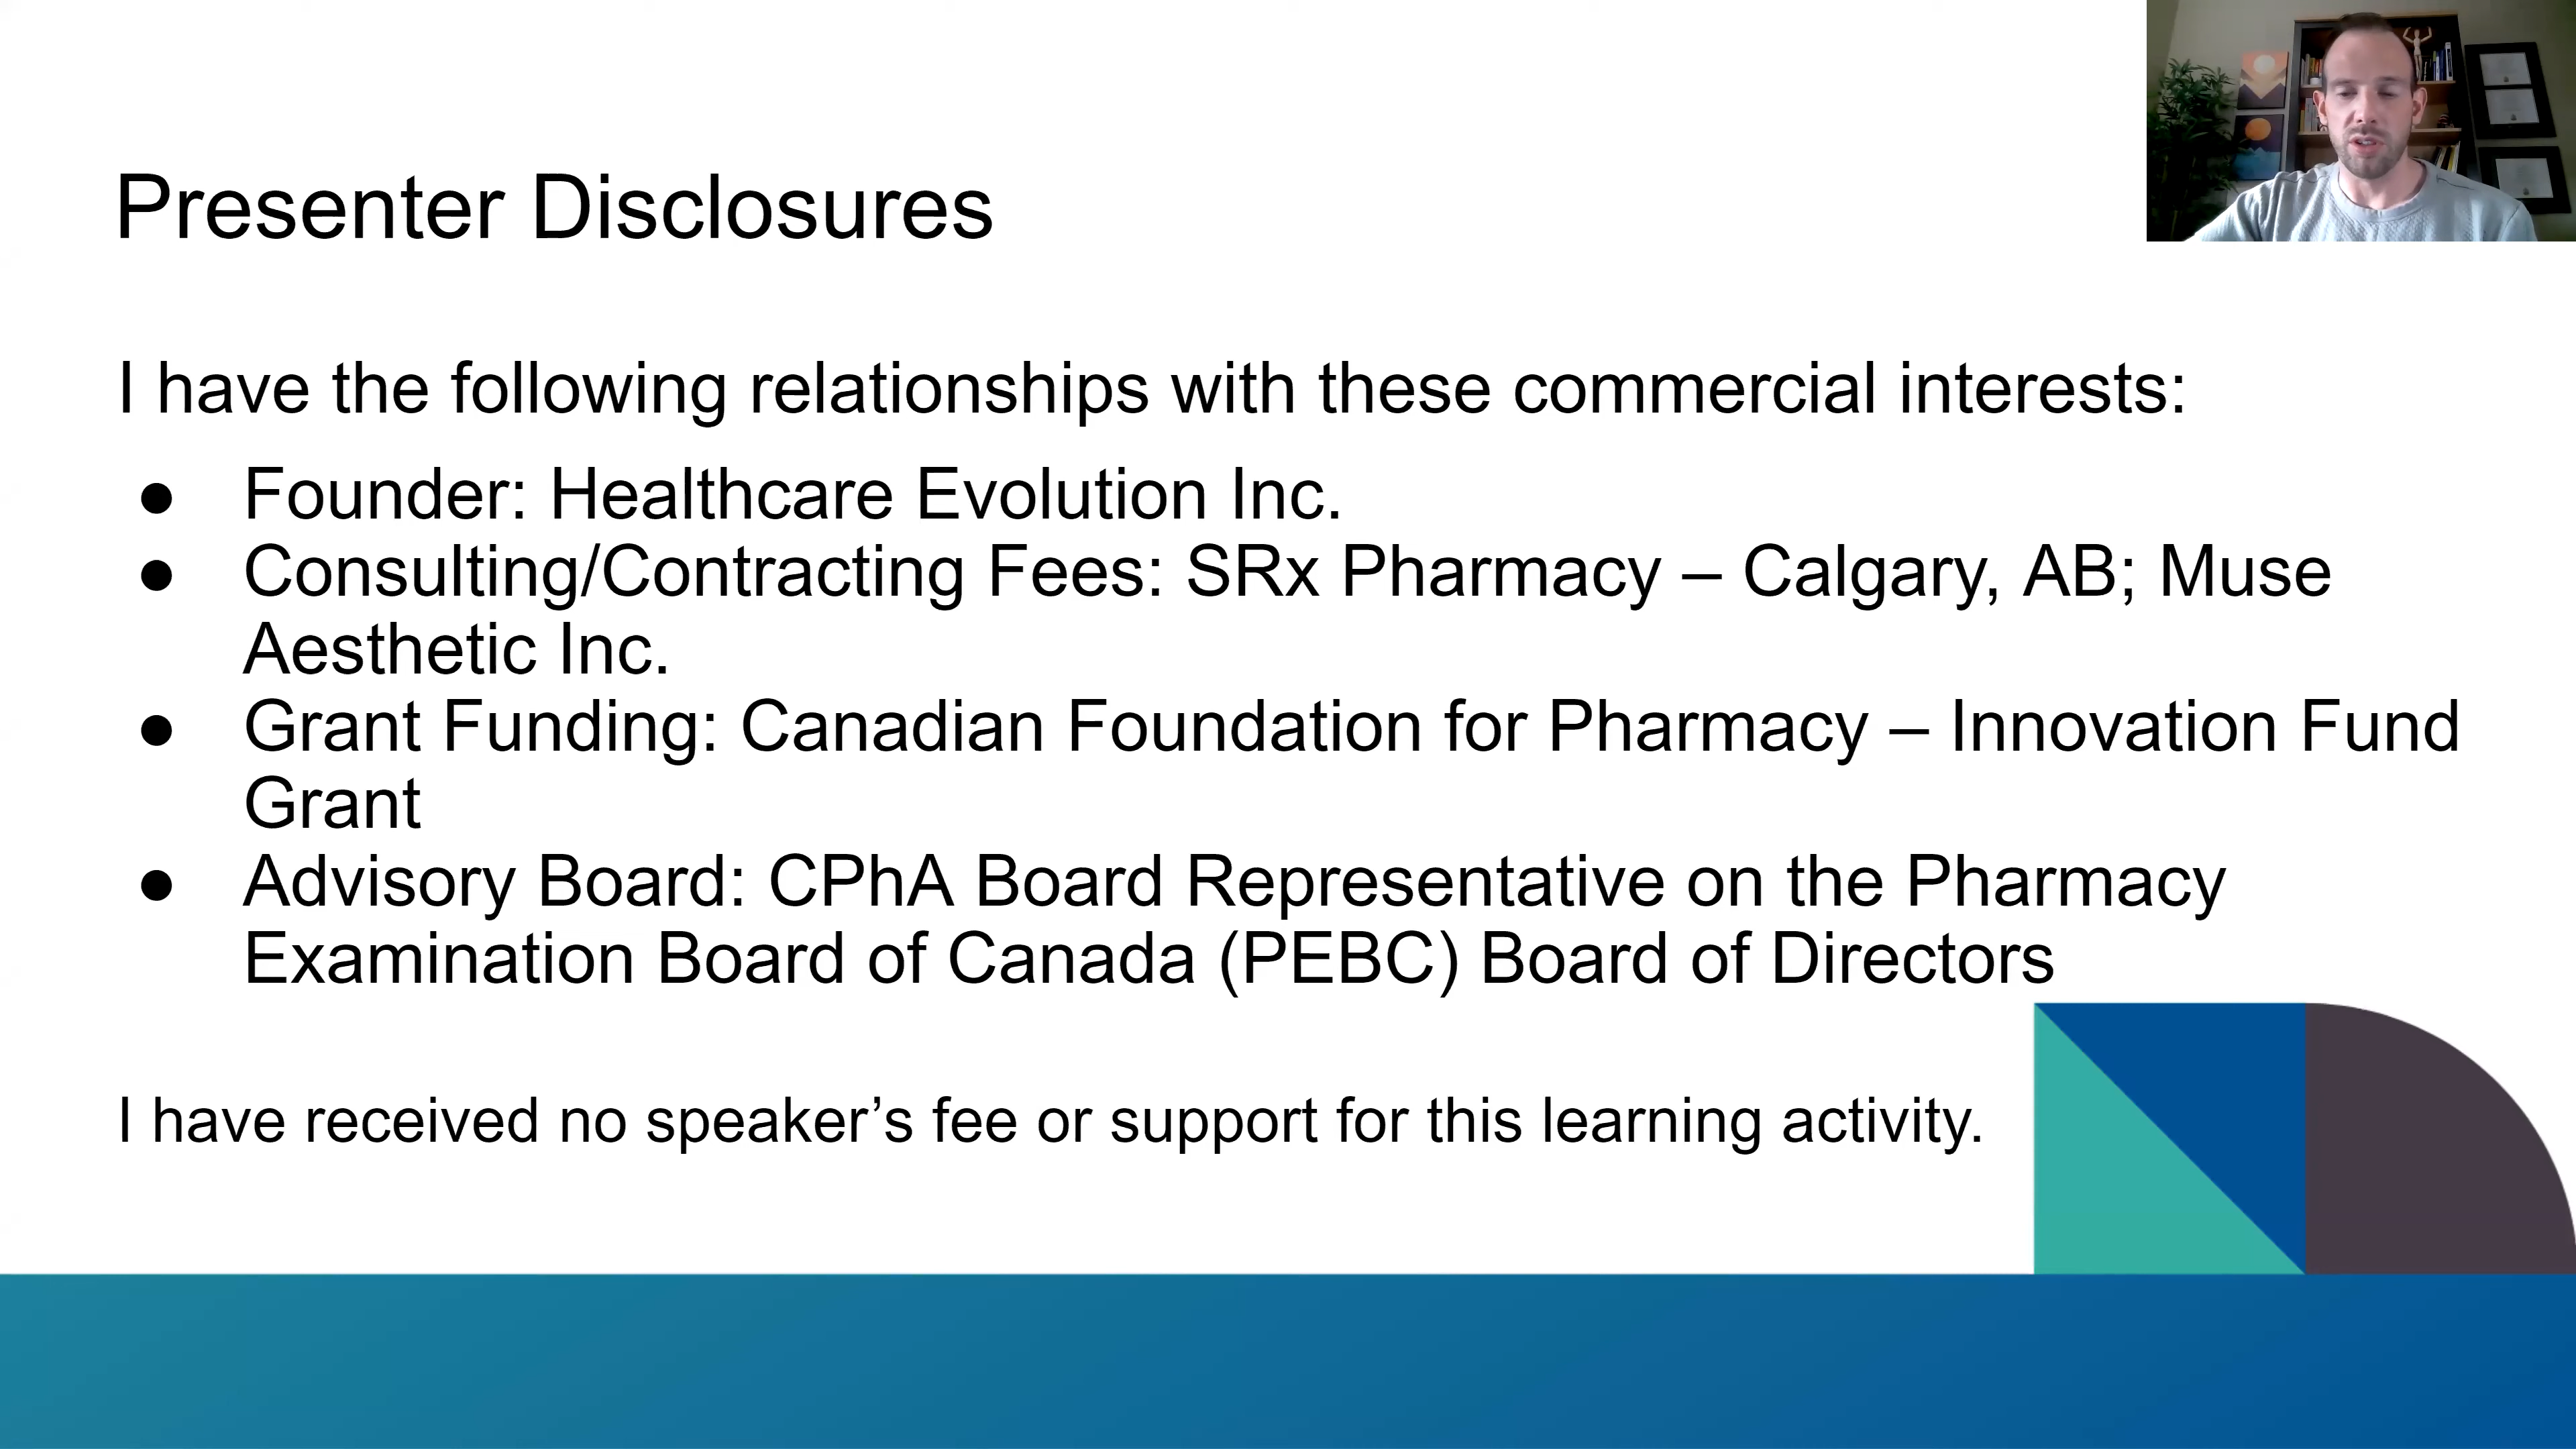 Presenter Disclosures
I have the following relationships with these commercial interests:
● Founder: Healthcare Evolution Inc.
● Consulting/Contracting Fees: SRx Pharmacy – Calgary, AB; Muse
Aesthetic Inc.
● Grant Funding: Canadian Foundation for Pharmacy – Innovation Fund
Grant
● Advisory Board: CPhA Board Representative on the Pharmacy
Examination Board of Canada (PEBC) Board of Directors
I have received no speaker’s fee or support for this learning activity.